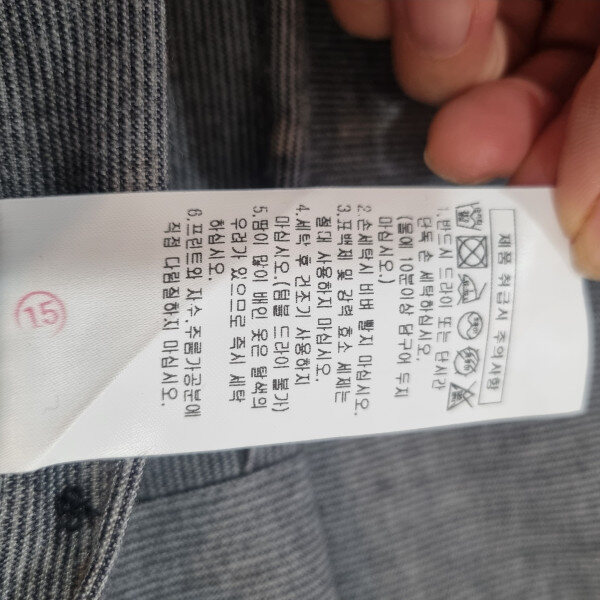 제품 취급시 주의사항
1. 반드시 드라이 또는 단시간
단독 손 세탁하십시오.
(물에 10분이상 담구어 두지
마십시오.)
2. 손세탁시 비벼 빨지 마십시오.
3. 표백제 및 강력 효소 세제는
절대 사용하지 마십시오.
4. 세탁 후 건조기 사용하지
마십시오.(텀블 드라이 불가)
5. 땀이 많이 배인 옷은 탈색의
우려가 있으므로 즉시 세탁
하십시오.
6. 프린트와 자수 주름가공분에
직접 다림질하지 마십시오.
15